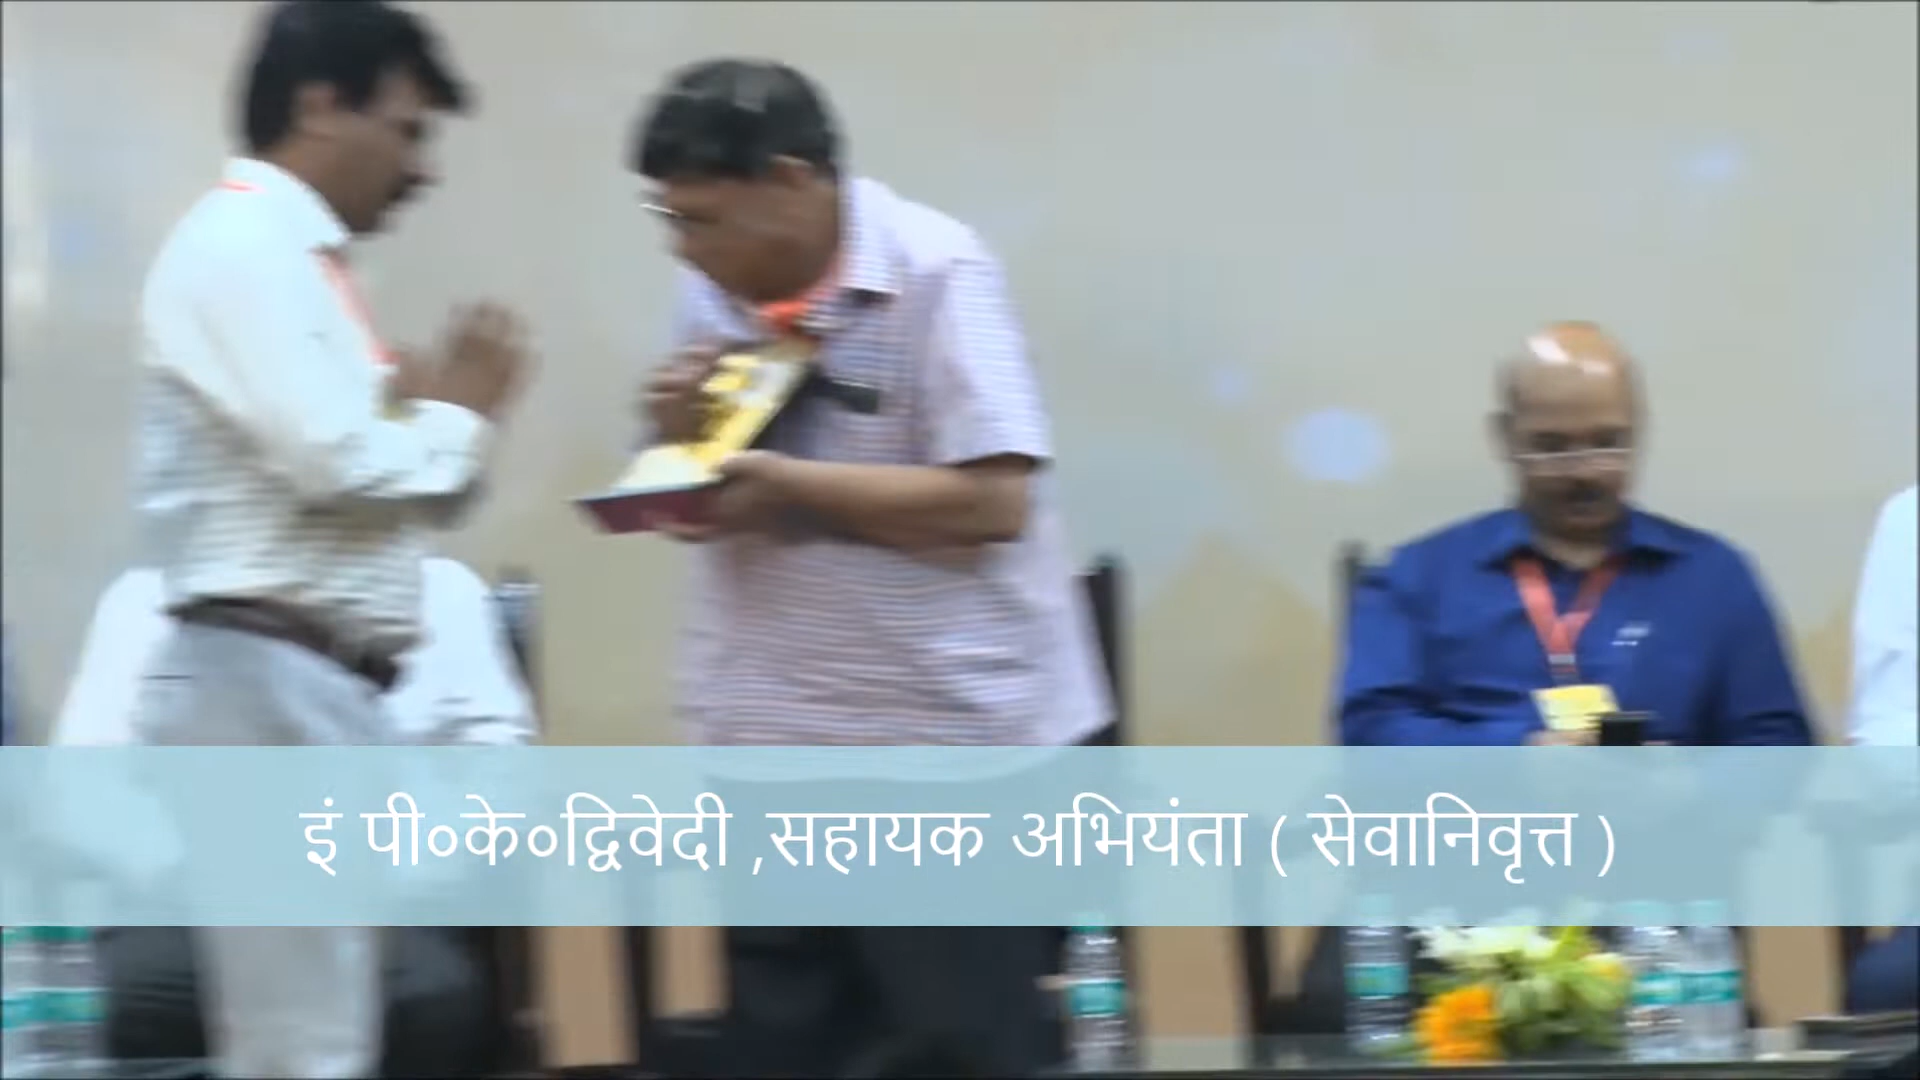 इं पी०के०द्विवेदी ,सहायक अभियंता ( सेवानिवृत्त )